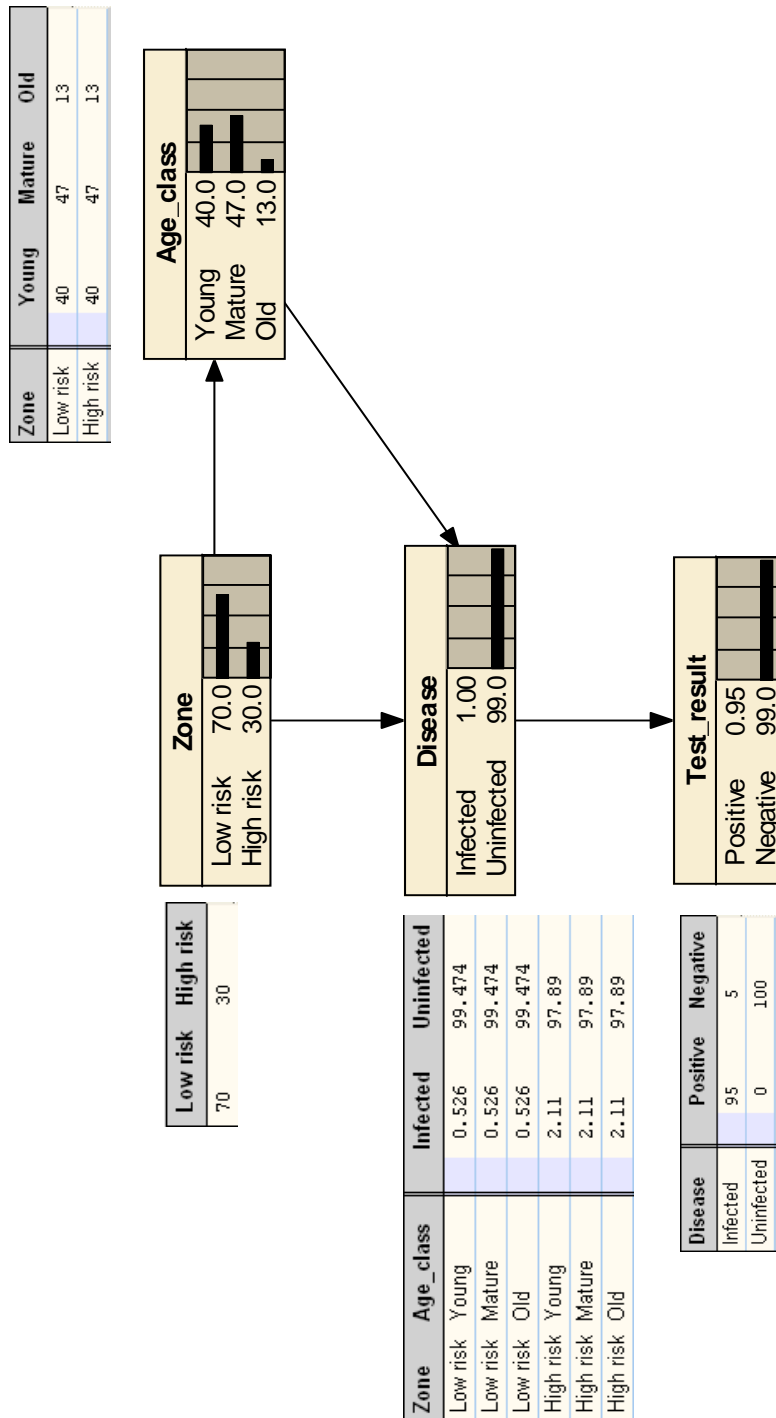 Zone Young Mature Old
Low risk 40 47 13
High risk 40 47 13
Age_class
Young 40.0
Mature 47.0
Old 13.0
Low risk High risk
70 30
Zone
Low risk 70.0
High risk 30.0
Zone Age_class Infected Uninfected
Low risk Young 0.526 99.474
Low risk Mature 0.526 99.474
Low risk Old 0.526 99.474
High risk Young 2.11 97.89
High risk Mature 2.11 97.89
High risk Old 2.11 97.89
Disease
Infected 1.00
Uninfected 99.0
Disease Positive Negative
Infected 95 5
Uninfected 0 100
Test_result
Positive 0.95
Negative 99.0